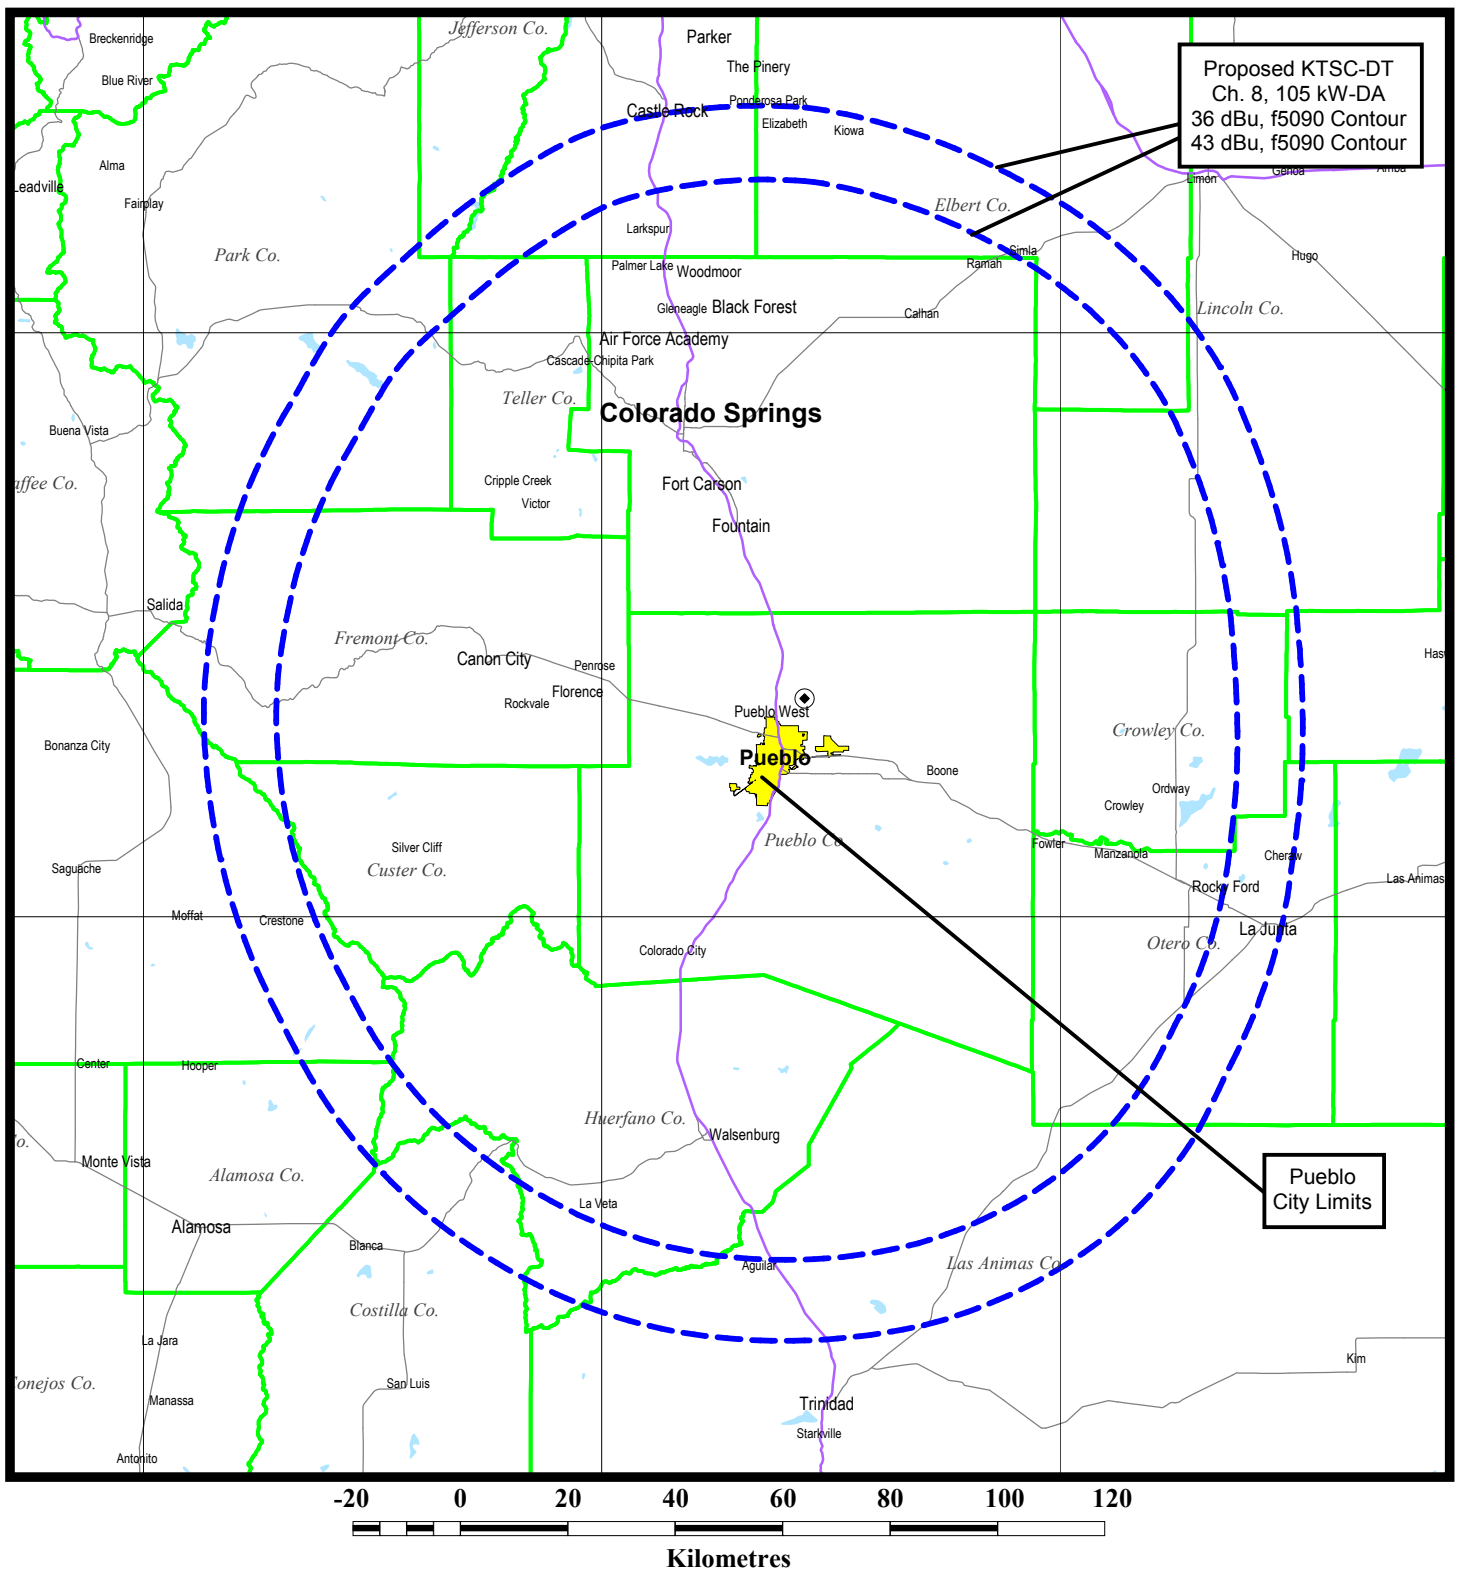 Jefferson Co.
Breckenridge
Parker
The Pinery
Blue River
Proposed KTSC-DT
Ch. 8, 105 kW-DA
36 dBu, f5090 Contour
43 dBu, f5090 Contour
Ponderosa Park
Castle Rock
Elizabeth
Kiowa
Alma
Leadville
Limon
Genoa
Fairplay
Elbert Co.
Larkspur
Park Co.
Simla
Hugo
Palmer Lake
Woodmoor
Ramah
Gleneagle
Black Forest
Calhan
Lincoln Co.
Air Force Academy
Cascade-Chipita Park
Teller Co.
Colorado Springs
Buena Vista
affee Co.
Cripple Creek
Fort Carson
Victor
Fountain
Salida
Fremont Co.
Canon City
Penrose
Has
Florence
Rockvale
Pueblo West
Bonanza City
Crowley Co.
Pueblo
Boone
Ordway
Crowley
Pueblo Co
Silver Cliff
Fowler
Manzanola
Cheraw
Saguache
Custer Co.
Las Animas
Rocky Ford
Moffat
Crestone
La Junta
Otero Co.
Colorado City
Center
Hooper
Huerfano Co.
Walsenburg
o.
Monte Vista
Alamosa Co.
Pueblo
City Limits
La Veta
Alamosa
Blanca
Aguilar
Las Animas Co
Costilla Co.
La Jara
Kim
onejos Co.
San Luis
Manassa
Trinidad
Starkville
Antonito
-20 0 20 40 60 80 100 120
Kilometres